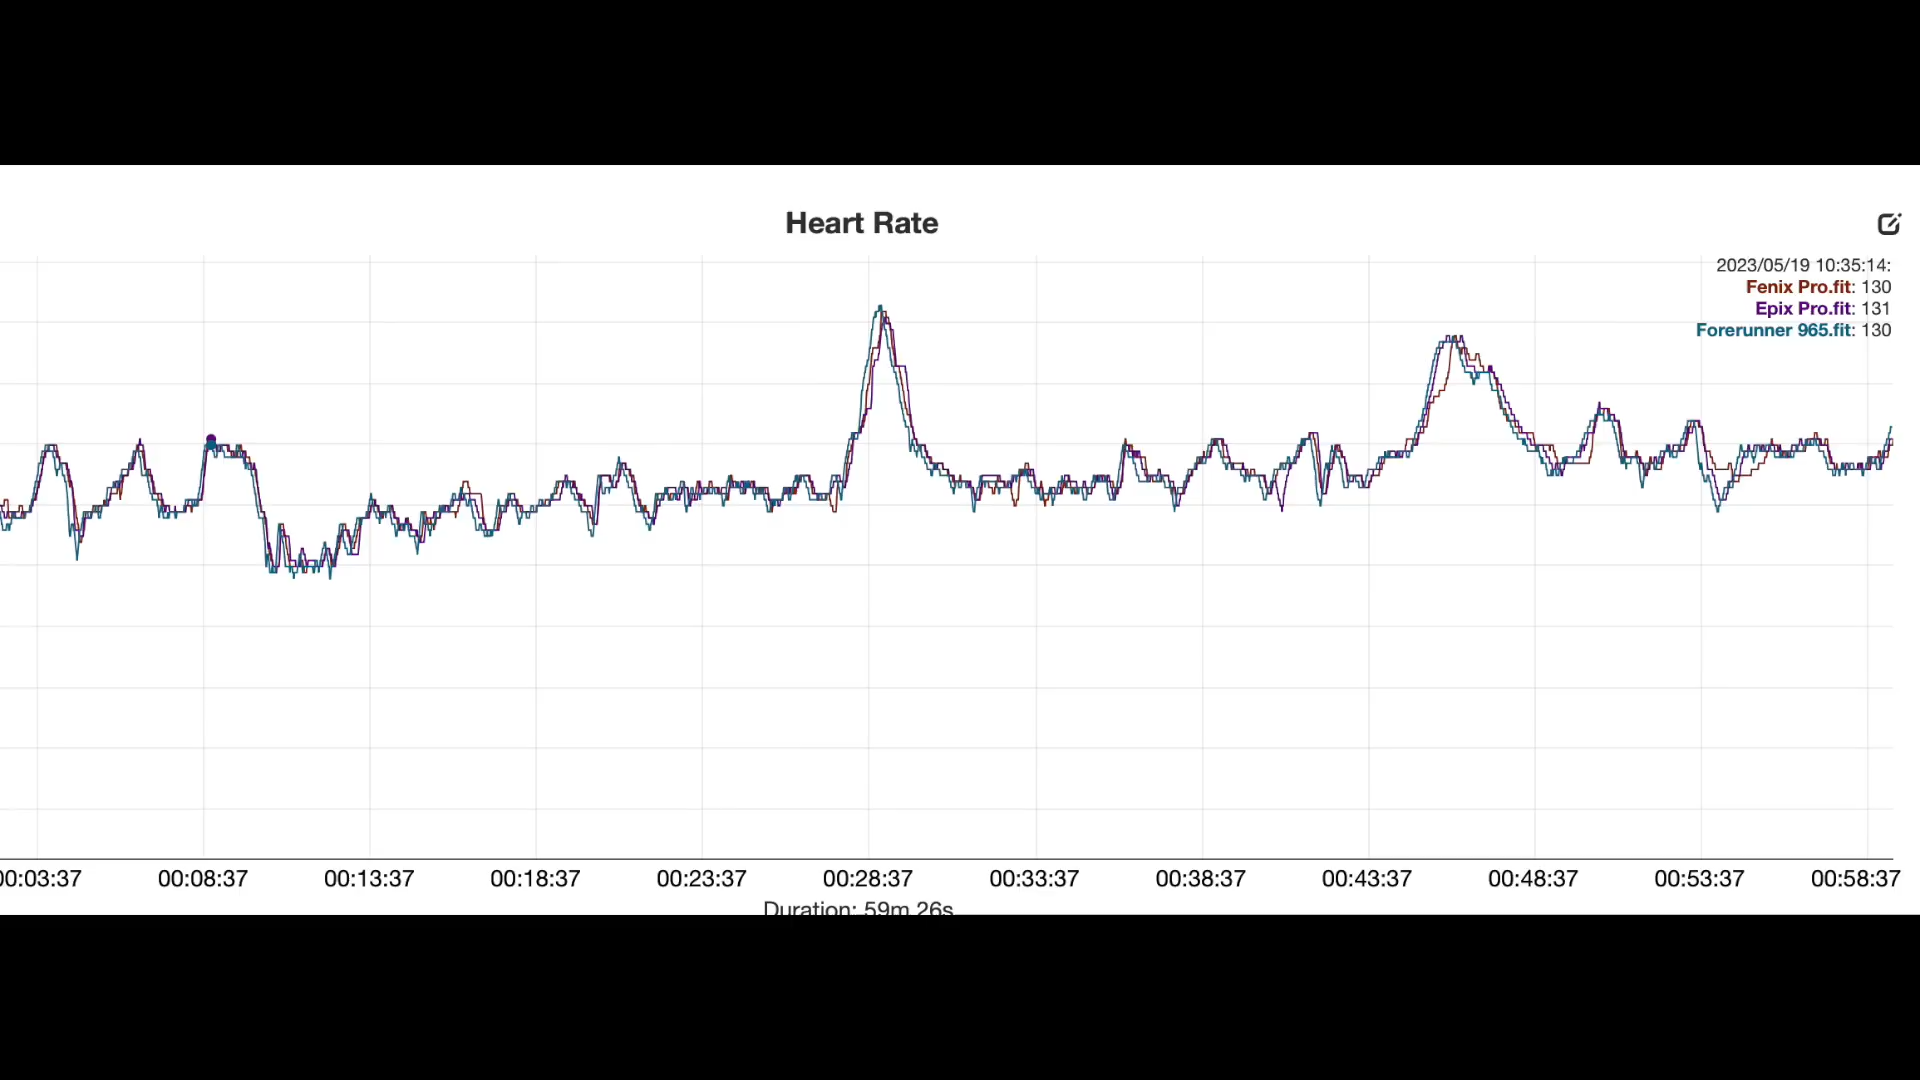 Heart Rate
2023/05/19 10:35:14:
Fenix Pro.fit: 130
Epix Pro.fit: 131
Forerunner 965.fit: 130
00:03:37 00:08:37 00:13:37 00:18:37 00:23:37 00:28:37 00:33:37 00:38:37 00:43:37 00:48:37 00:53:37 00:58:37
Duration: 59m 26s